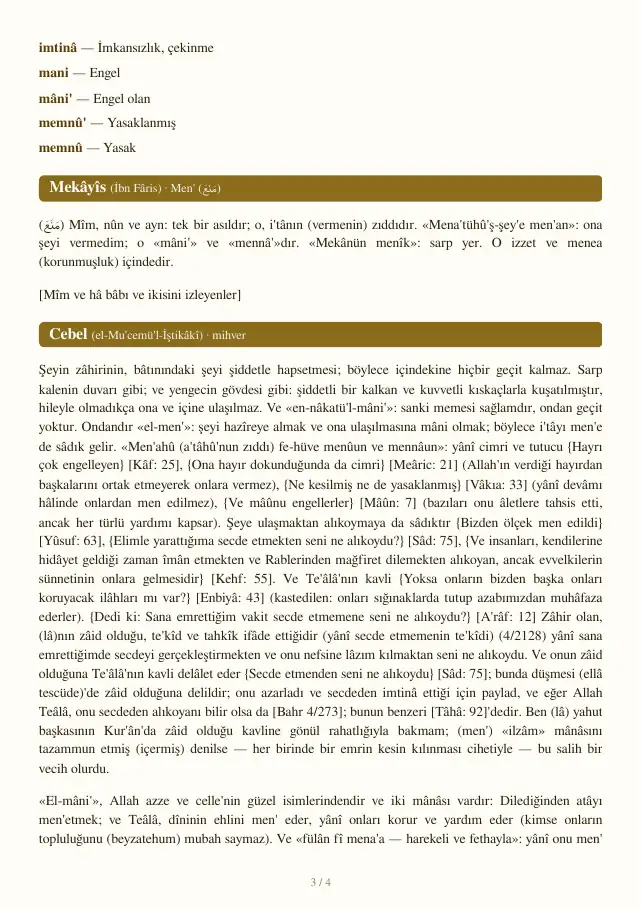 imtinâ — İmkansızlık, çekinme
mani — Engel
mâni' — Engel olan
memnû' — Yasaklanmış
memnû — Yasak
Mekâyîs (İbn Fâris) · Men' (مَنَعَ)
(مَنَعَ) Mîm, nûn ve ayn: tek bir asıldır; o, i'tânın (vermenin) zıddıdır. «Mena'tühû'ş-şey'e men'an»: ona
şeyi vermedim; o «mâni'» ve «mennâ'»dır. «Mekânün menîk»: sarp yer. O izzet ve menea
(korunmuşluk) içindedir.
[Mîm ve hâ bâbı ve ikisini izleyenler]
Cebel (el-Mu'cemü'l-İştikâkî) · mihver
Şeyin zâhirinin, bâtınındaki şeyi şiddetle hapsetmesi; böylece içindekine hiçbir geçit kalmaz. Sarp
kalenin duvarı gibi; ve yengecin gövdesi gibi: şiddetli bir kalkan ve kuvvetli kıskaçlarla kuşatılmıştır,
hileyle olmadıkça ona ve içine ulaşılmaz. Ve «en-nâkatü'l-mâni'»: sanki memesi sağlamdır, ondan geçit
yoktur. Ondandır «el-men'»: şeyi hazîreye almak ve ona ulaşılmasına mâni olmak; böylece i'tâyı men'e
de sâdık gelir. «Men'ahû (a'tâhû'nun zıddı) fe-hüve menûun ve mennâun»: yânî cimri ve tutucu {Hayrı
çok engelleyen} [Kâf: 25], {Ona hayır dokunduğunda da cimri} [Meâric: 21] (Allah'ın verdiği hayırdan
başkalarını ortak etmeyerek onlara vermez), {Ne kesilmiş ne de yasaklanmış} [Vâkıa: 33] (yânî devâmı
hâlinde onlardan men edilmez), {Ve mâûnu engellerler} [Mâûn: 7] (bazıları onu âletlere tahsis etti,
ancak her türlü yardımı kapsar). Şeye ulaşmaktan alıkoymaya da sâdıktır {Bizden ölçek men edildi}
[Yûsuf: 63], {Elimle yarattığıma secde etmekten seni ne alıkoydu?} [Sâd: 75], {Ve insanları, kendilerine
hidâyet geldiği zaman îmân etmekten ve Rablerinden mağfiret dilemekten alıkoyan, ancak evvelkilerin
sünnetinin onlara gelmesidir} [Kehf: 55]. Ve Te'âlâ'nın kavli {Yoksa onların bizden başka onları
koruyacak ilâhları mı var?} [Enbiyâ: 43] (kastedilen: onları sığınaklarda tutup azabımızdan muhâfaza
ederler). {Dedi ki: Sana emrettiğim vakit secde etmemene seni ne alıkoydu?} [A'râf: 12] Zâhir olan,
(lâ)nın zâid olduğu, te'kîd ve tahkîk ifâde ettiğidir (yânî secde etmemenin te'kîdi) (4/2128) yânî sana
emrettiğimde secdeyi gerçekleştirmekten ve onu nefsine lâzım kılmaktan seni ne alıkoydu. Ve onun zâid
olduğuna Te'âlâ'nın kavli delâlet eder {Secde etmenden seni ne alıkoydu} [Sâd: 75]; bunda düşmesi (ellâ
tescüde)'de zâid olduğuna delildir; onu azarladı ve secdeden imtinâ ettiği için paylad, ve eğer Allah
Teâlâ, onu secdeden alıkoyanı bilir olsa da [Bahr 4/273]; bunun benzeri [Tâhâ: 92]'dedir. Ben (lâ) yahut
başkasının Kur'ân'da zâid olduğu kavline gönül rahatlığıyla bakmam; (men') «ilzâm» mânâsını
tazammun etmiş (içermiş) denilse — her birinde bir emrin kesin kılınması cihetiyle — bu salih bir
vecih olurdu.
«El-mâni'», Allah azze ve celle'nin güzel isimlerindendir ve iki mânâsı vardır: Dilediğinden atâyı
men'etmek; ve Teâlâ, dîninin ehlini men' eder, yânî onları korur ve yardım eder (kimse onların
topluluğunu (beyzatehum) mubah saymaz). Ve «fülân fî mena'a — harekeli ve fethayla»: yânî onu men'
3 / 4